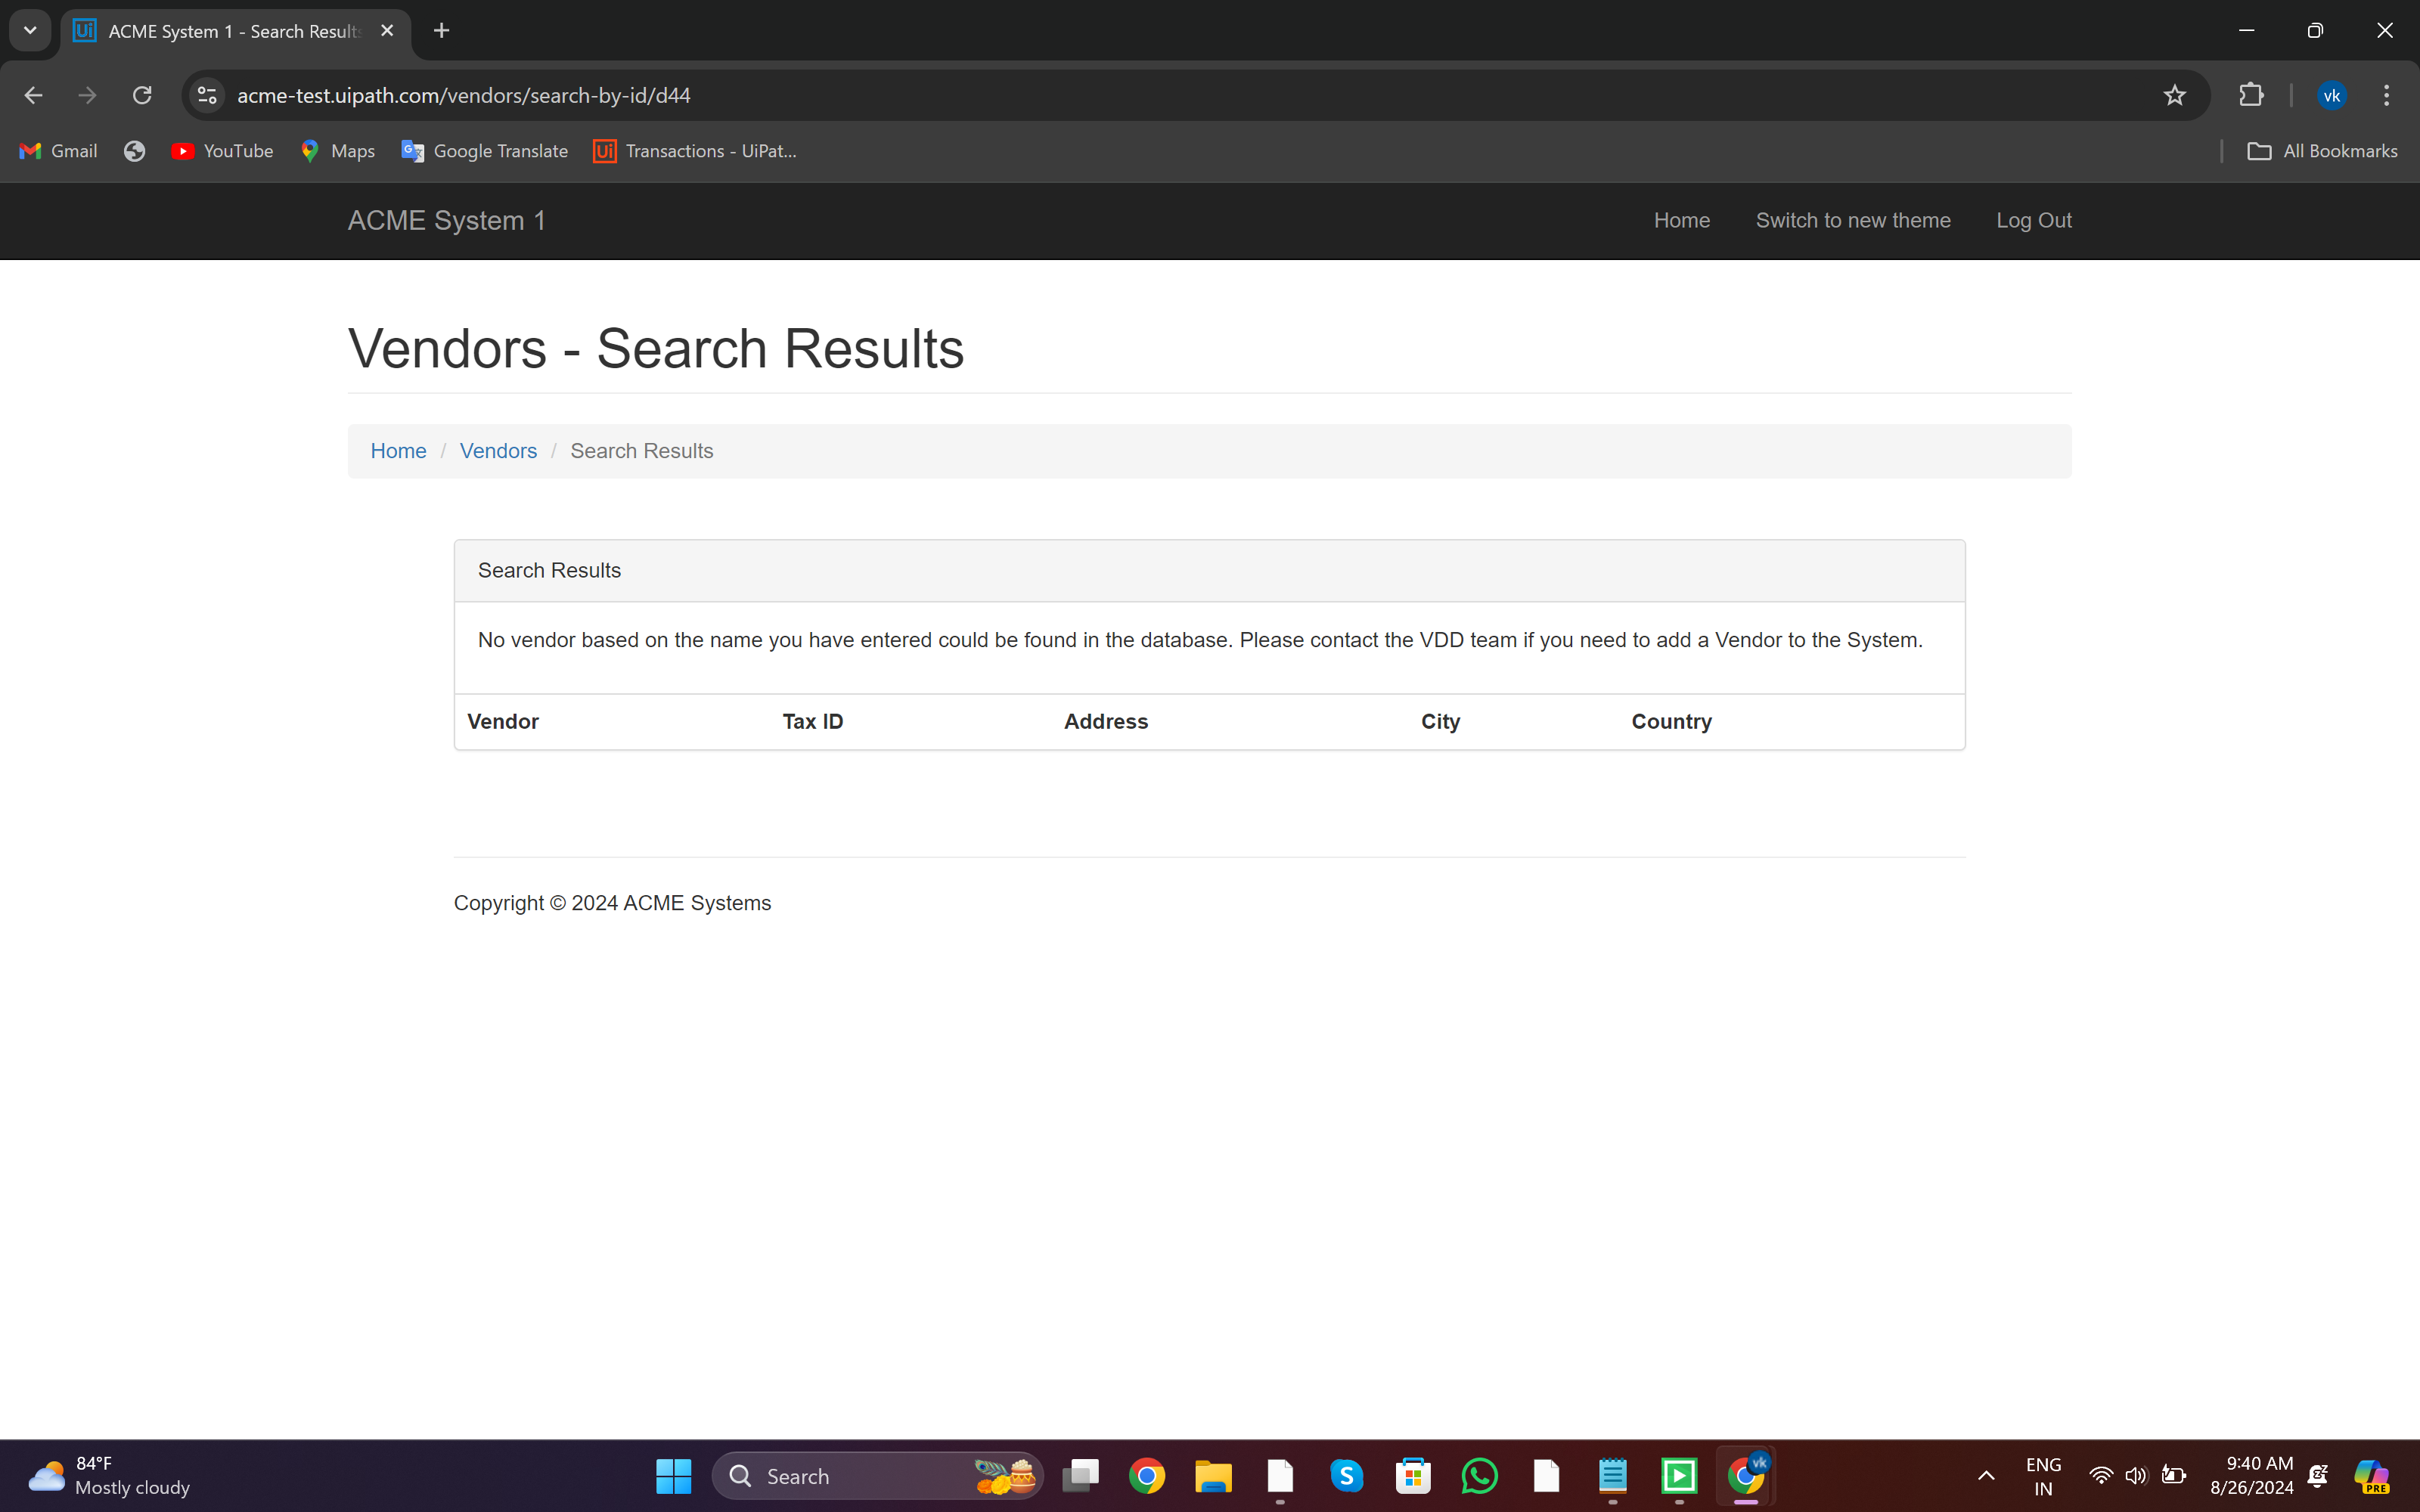 ACME System 1 - Search Results
acme-test.uipath.com/vendors/search-by-id/d44
vk
Gmail
YouTube
Maps
Google Translate
Transactions - UiPat...
All Bookmarks
ACME System 1
Home
Switch to new theme
Log Out
Vendors - Search Results
Home / Vendors / Search Results
Search Results
No vendor based on the name you have entered could be found in the database. Please contact the VDD team if you need to add a Vendor to the System.
Vendor Tax ID Address City Country
Copyright © 2024 ACME Systems
84°F
Mostly cloudy
Search
ENG
IN
9:40 AM
8/26/2024
PRE